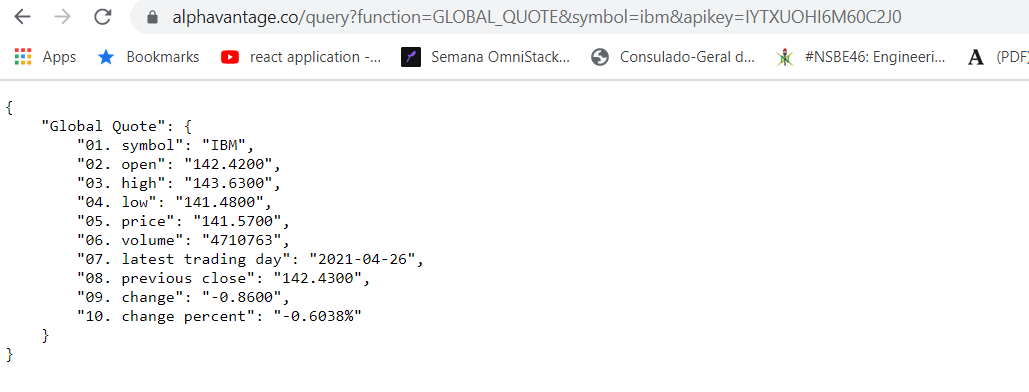 alphavantage.co/query?function=GLOBAL_QUOTE&symbol=ibm&apikey=IYTXUOHI6M60C2J0
Apps Bookmarks react application -... Semana OmniStack... Consulado-Geral d... #NSBE46: Engineeri... A (PDF)
{
    "Global Quote": {
        "01. symbol": "IBM",
        "02. open": "142.4200",
        "03. high": "143.6300",
        "04. low": "141.4800",
        "05. price": "141.5700",
        "06. volume": "4710763",
        "07. latest trading day": "2021-04-26",
        "08. previous close": "142.4300",
        "09. change": "-0.8600",
        "10. change percent": "-0.6038%"
    }
}